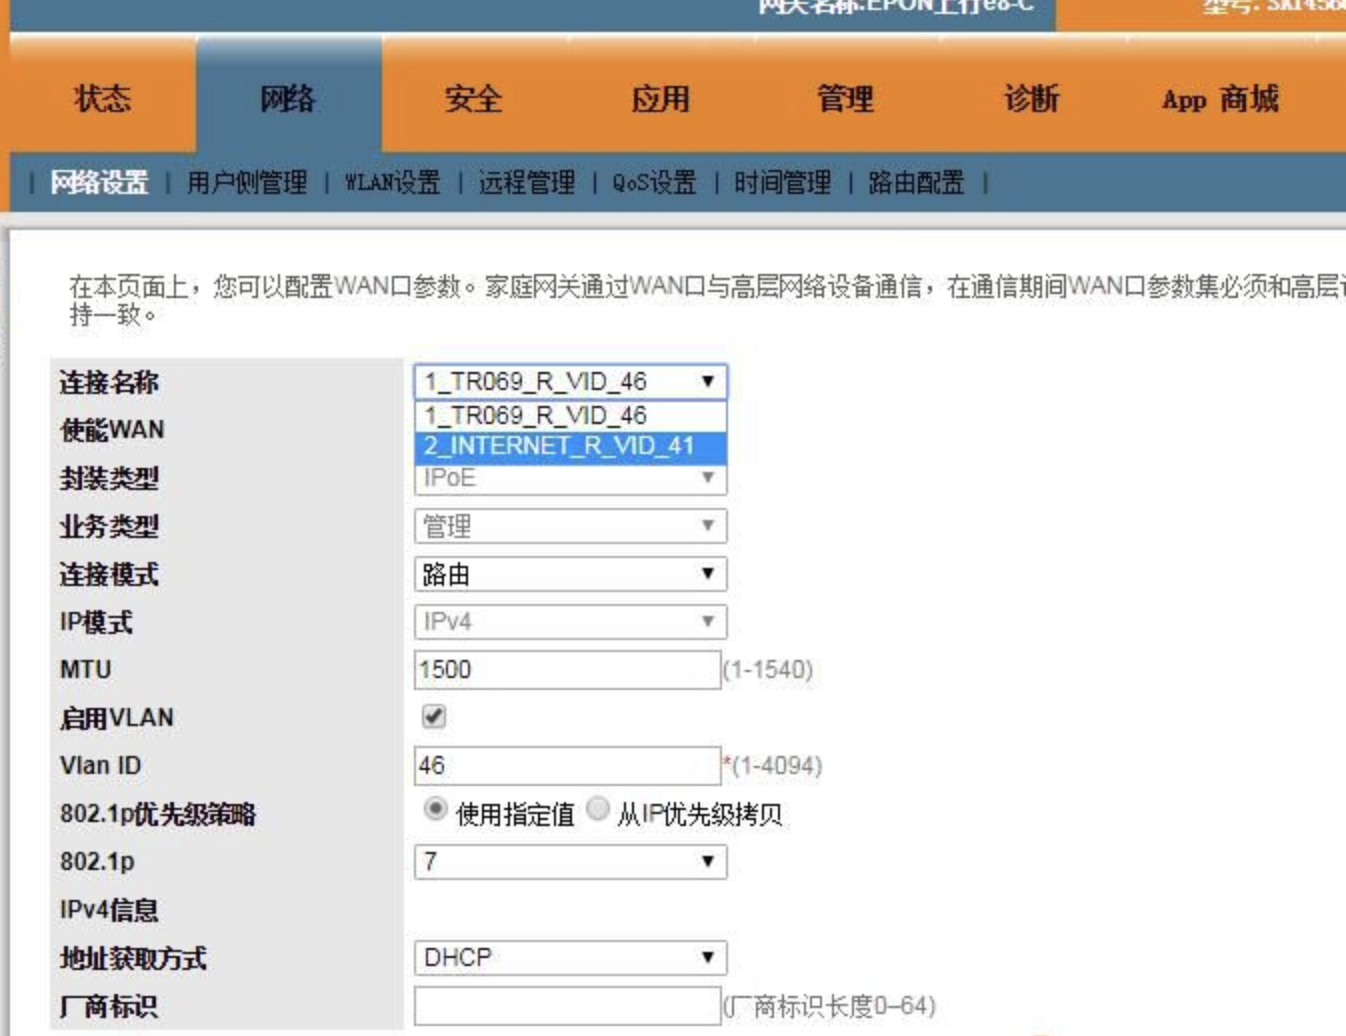 网关名称:EPON上行e8-C 型号:
状态 网络 安全 应用 管理 诊断 App 商城
| 网络设置 | 用户侧管理 | WLAN设置 | 远程管理 | QoS设置 | 时间管理 | 路由配置 |
在本页面上，您可以配置WAN口参数。家庭网关通过WAN口与高层网络设备通信，在通信期间WAN口参数集必须和高层
持一致。
连接名称 1_TR069_R_VID_46
1_TR069_R_VID_46
使能WAN
2_INTERNET_R_VID_41
封装类型 IPoE
业务类型 管理
连接模式 路由
IP模式 IPv4
MTU 1500 (1-1540)
启用VLAN
Vlan ID 46 *(1-4094)
802.1p优先级策略 使用指定值 从IP优先级拷贝
802.1p 7
IPv4信息
地址获取方式 DHCP
厂商标识 (厂商标识长度0–64)